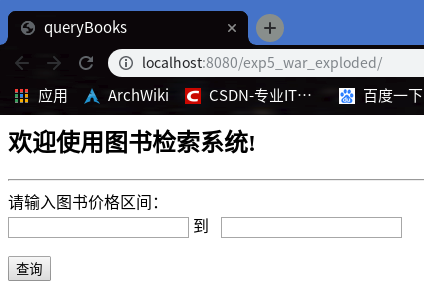 queryBooks
localhost:8080/exp5_war_exploded/
应用 ArchWiki CSDN-专业IT… 百度一下
欢迎使用图书检索系统!
请输入图书价格区间：
到
查询